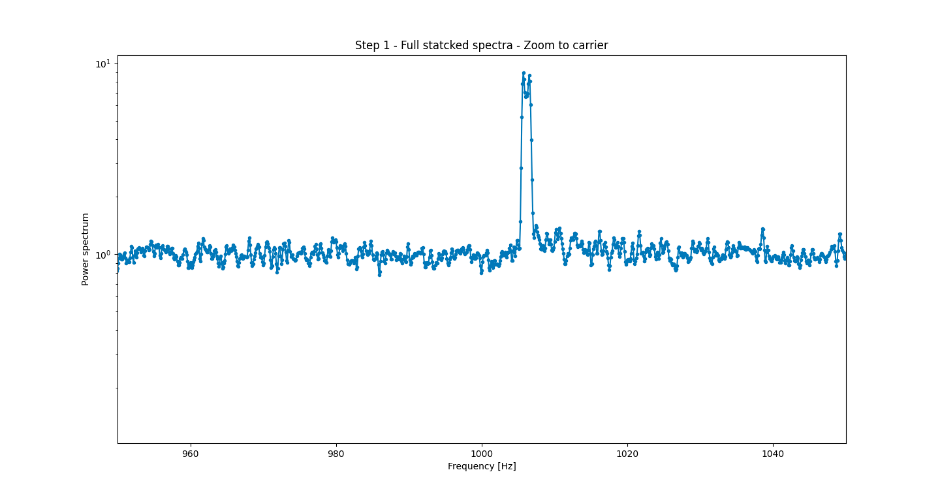 Step 1 - Full statcked spectra - Zoom to carrier
10¹
10⁰
Power spectrum
960
980
1000
1020
1040
Frequency [Hz]